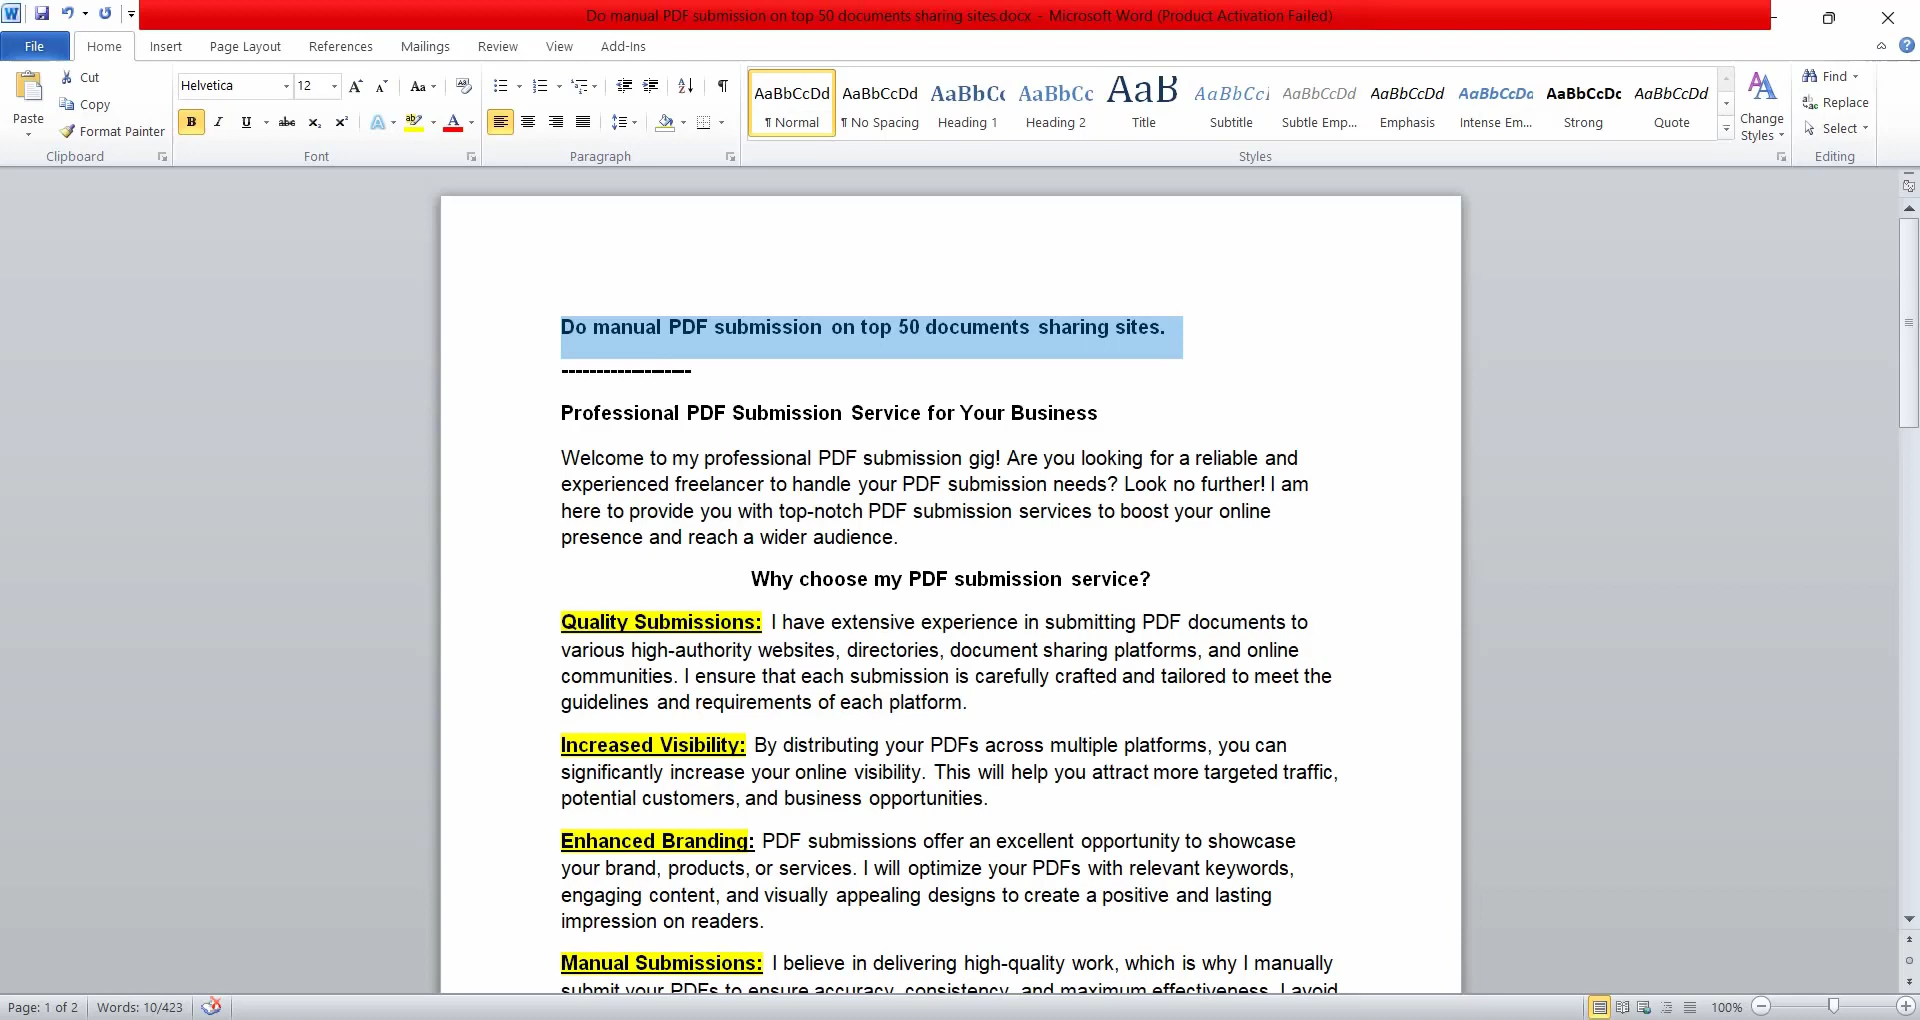 Do manual PDF submission on top 50 documents sharing sites.docx - Microsoft Word (Product Activation Failed)
File Home Insert Page Layout References Mailings Review View Add-Ins
Paste
Cut
Copy
Format Painter
Clipboard
Helvetica 12
Font
Paragraph
AaBbCcDd AaBbCcDd AaBbCc AaBbCc AaB AaBbCcI AaBbCcDd AaBbCcDd AaBbCcDd AaBbCcDc AaBbCcDd
¶ Normal ¶ No Spacing Heading 1 Heading 2 Title Subtitle Subtle Emp... Emphasis Intense Em... Strong Quote
Change
Styles
Styles
Find
Replace
Select
Editing
Do manual PDF submission on top 50 documents sharing sites.
-------------------
Professional PDF Submission Service for Your Business
Welcome to my professional PDF submission gig! Are you looking for a reliable and
experienced freelancer to handle your PDF submission needs? Look no further! I am
here to provide you with top-notch PDF submission services to boost your online
presence and reach a wider audience.
Why choose my PDF submission service?
Quality Submissions: I have extensive experience in submitting PDF documents to
various high-authority websites, directories, document sharing platforms, and online
communities. I ensure that each submission is carefully crafted and tailored to meet the
guidelines and requirements of each platform.
Increased Visibility: By distributing your PDFs across multiple platforms, you can
significantly increase your online visibility. This will help you attract more targeted traffic,
potential customers, and business opportunities.
Enhanced Branding: PDF submissions offer an excellent opportunity to showcase
your brand, products, or services. I will optimize your PDFs with relevant keywords,
engaging content, and visually appealing designs to create a positive and lasting
impression on readers.
Manual Submissions: I believe in delivering high-quality work, which is why I manually
submit your PDFs to ensure accuracy, consistency, and maximum effectiveness. I avoid
Page: 1 of 2 Words: 10/423 100%